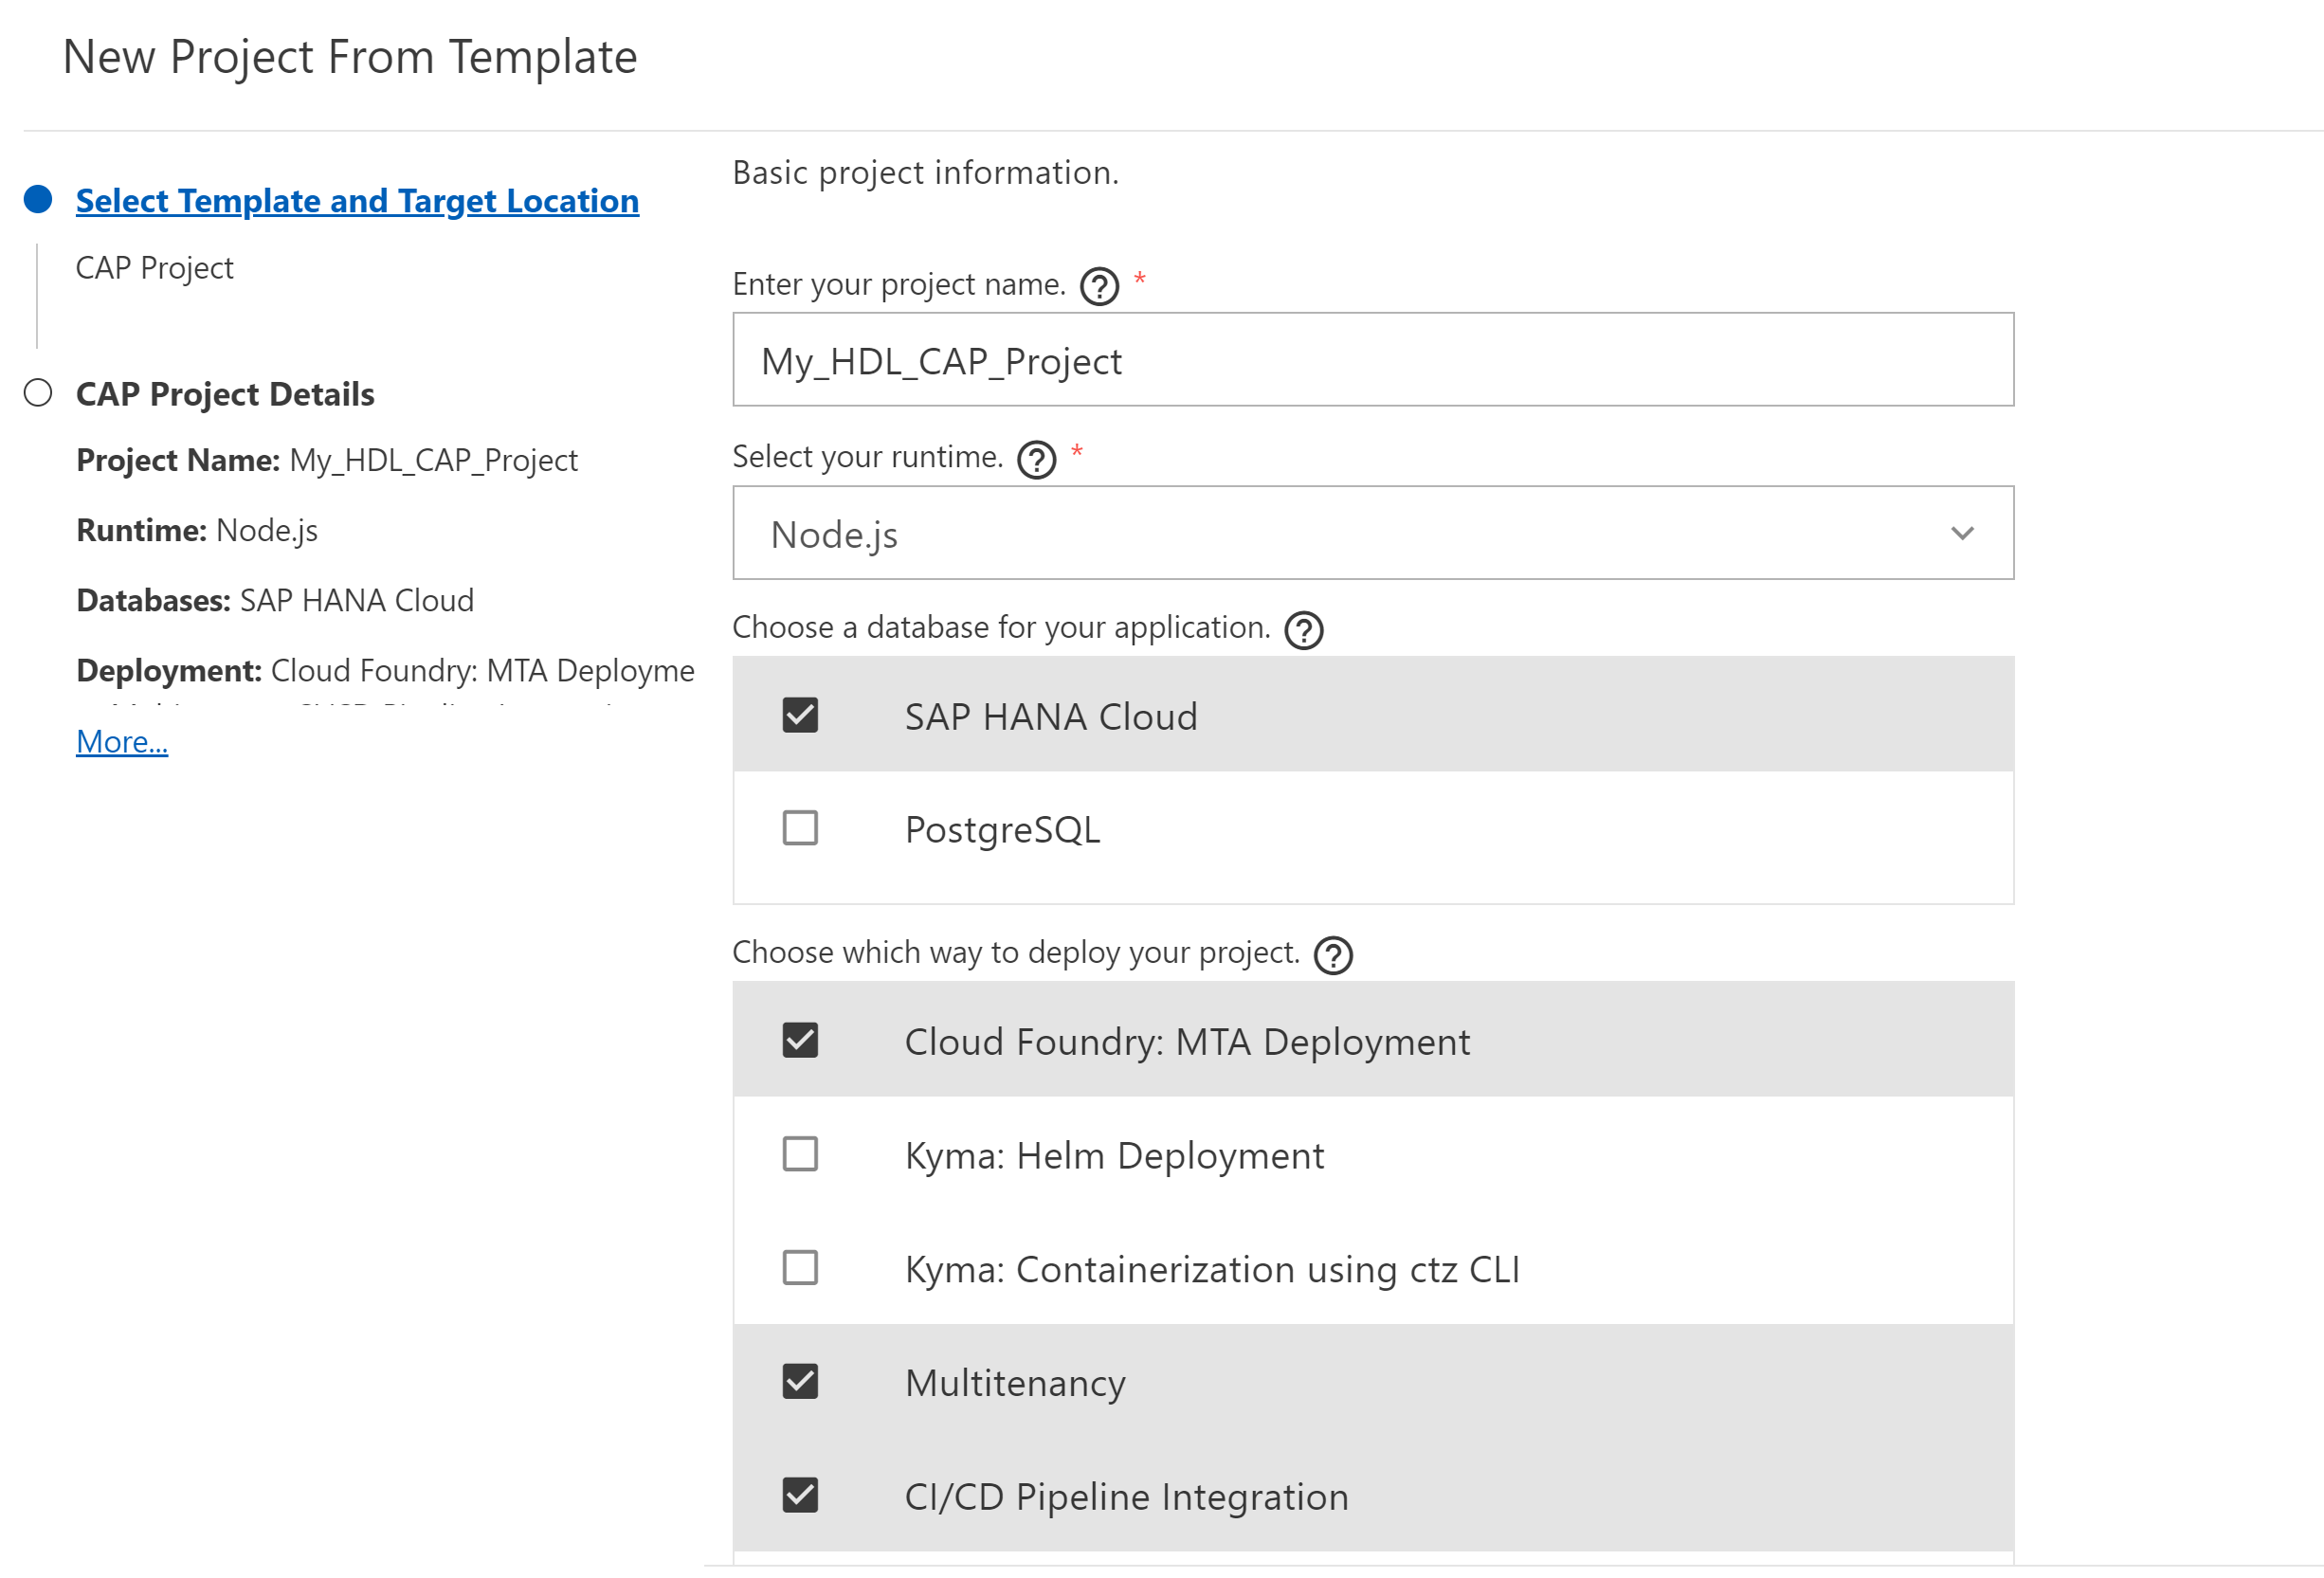 New Project From Template
Select Template and Target Location
CAP Project
CAP Project Details
Project Name: My_HDL_CAP_Project
Runtime: Node.js
Databases: SAP HANA Cloud
Deployment: Cloud Foundry: MTA Deployme
More...
Basic project information.
Enter your project name. ? *
My_HDL_CAP_Project
Select your runtime. ? *
Node.js
Choose a database for your application. ?
SAP HANA Cloud
PostgreSQL
Choose which way to deploy your project. ?
Cloud Foundry: MTA Deployment
Kyma: Helm Deployment
Kyma: Containerization using ctz CLI
Multitenancy
CI/CD Pipeline Integration